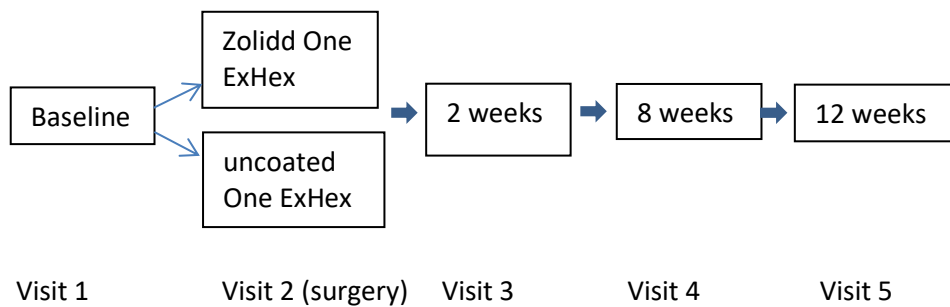 Zolidd One
ExHex
Baseline
2 weeks
8 weeks
12 weeks
uncoated
One ExHex
Visit 1
Visit 2 (surgery)
Visit 3
Visit 4
Visit 5